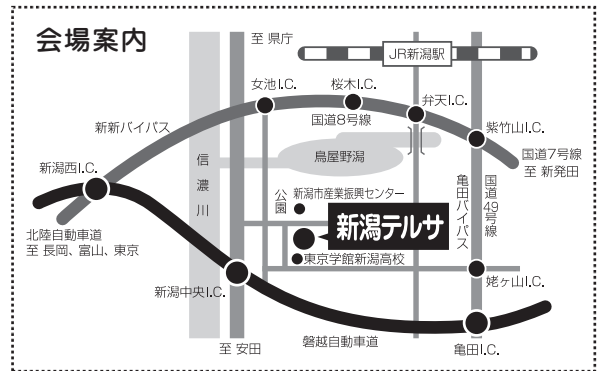 会場案内
至 県庁
JR新潟駅
女池I.C.
桜木I.C.
弁天I.C.
国道8号線
新新バイパス
紫竹山I.C.
国道7号線
至 新発田
新潟西I.C.
信濃川
鳥屋野潟
公園
新潟市産業振興センター
新潟テルサ
亀田バイパス
国道49号線
北陸自動車道
至 長岡、富山、東京
東京学館新潟高校
新潟中央I.C.
姥ヶ山I.C.
至 安田
磐越自動車道
亀田I.C.